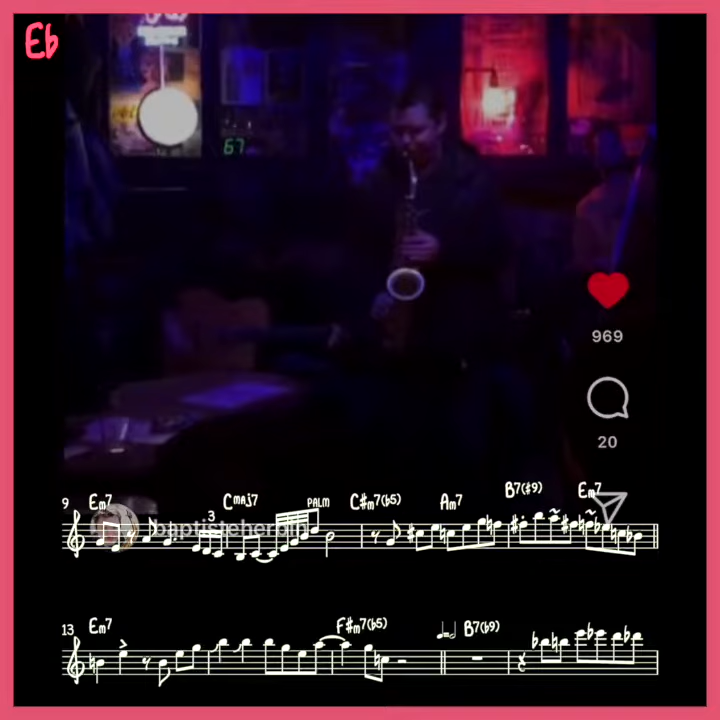 Eb
67
969
20
9 Em7 Cmaj7 PALM C#m7(b5) Am7 B7(#9) Em7
3
baptisteherbin
13 Em7 F#m7(b5) B7(b9)